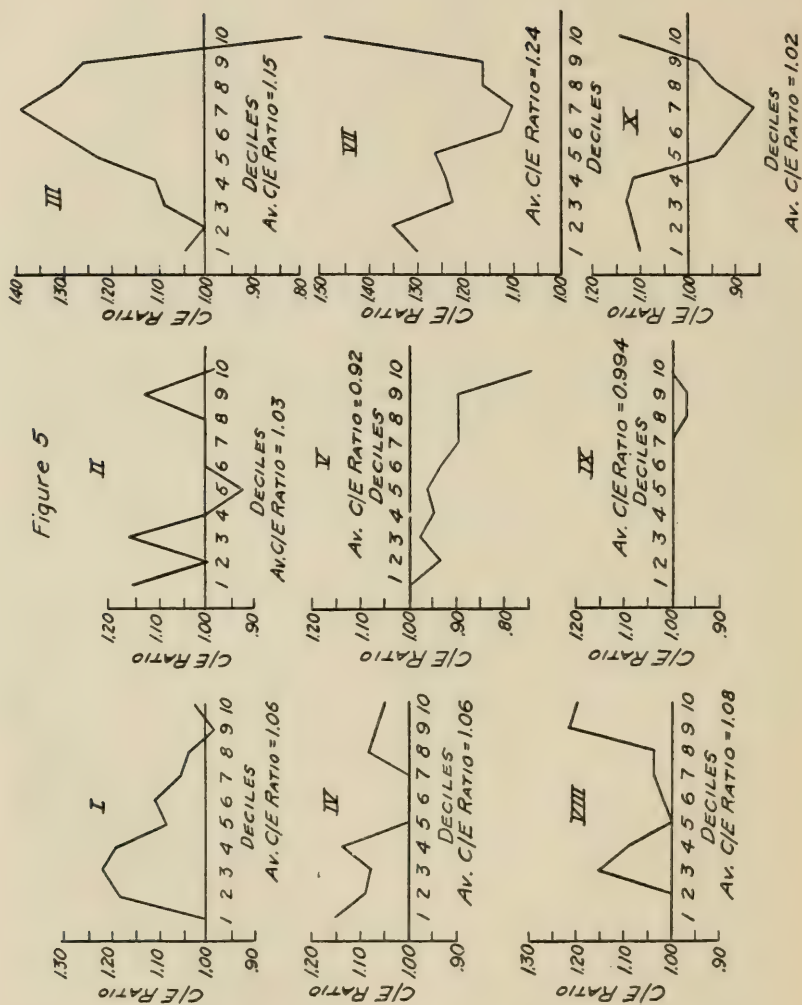 Figure 5
I
C/E RATIO
1.30
1.20
1.10
1.00
.90
1 2 3 4 5 6 7 8 9 10
DECILES
AV. C/E RATIO = 1.06
II
C/E RATIO
1.20
1.10
1.00
.90
1 2 3 4 5 6 7 8 9 10
DECILES
AV. C/E RATIO = 1.03
III
C/E RATIO
1.40
1.30
1.20
1.10
1.00
.80
1 2 3 4 5 6 7 8 9 10
DECILES
AV. C/E RATIO = 1.15
IV
C/E RATIO
1.20
1.10
1.00
.90
1 2 3 4 5 6 7 8 9 10
DECILES
AV. C/E RATIO = 1.06
V
AV. C/E RATIO = 0.92
DECILES
1 2 3 4 5 6 7 8 9 10
C/E RATIO
1.20
1.10
1.00
.90
.80
VII
C/E RATIO
1.50
1.40
1.30
1.20
1.10
1.00
AV. C/E RATIO = 1.24
1 2 3 4 5 6 7 8 9 10
DECILES
VIII
C/E RATIO
1.30
1.20
1.10
1.00
.90
1 2 3 4 5 6 7 8 9 10
DECILES
AV. C/E RATIO = 1.08
IX
AV. C/E RATIO = 0.994
DECILES
1 2 3 4 5 6 7 8 9 10
C/E RATIO
1.20
1.10
1.00
.90
X
C/E RATIO
1.20
1.10
1.00
.90
1 2 3 4 5 6 7 8 9 10
DECILES
AV. C/E RATIO = 1.02